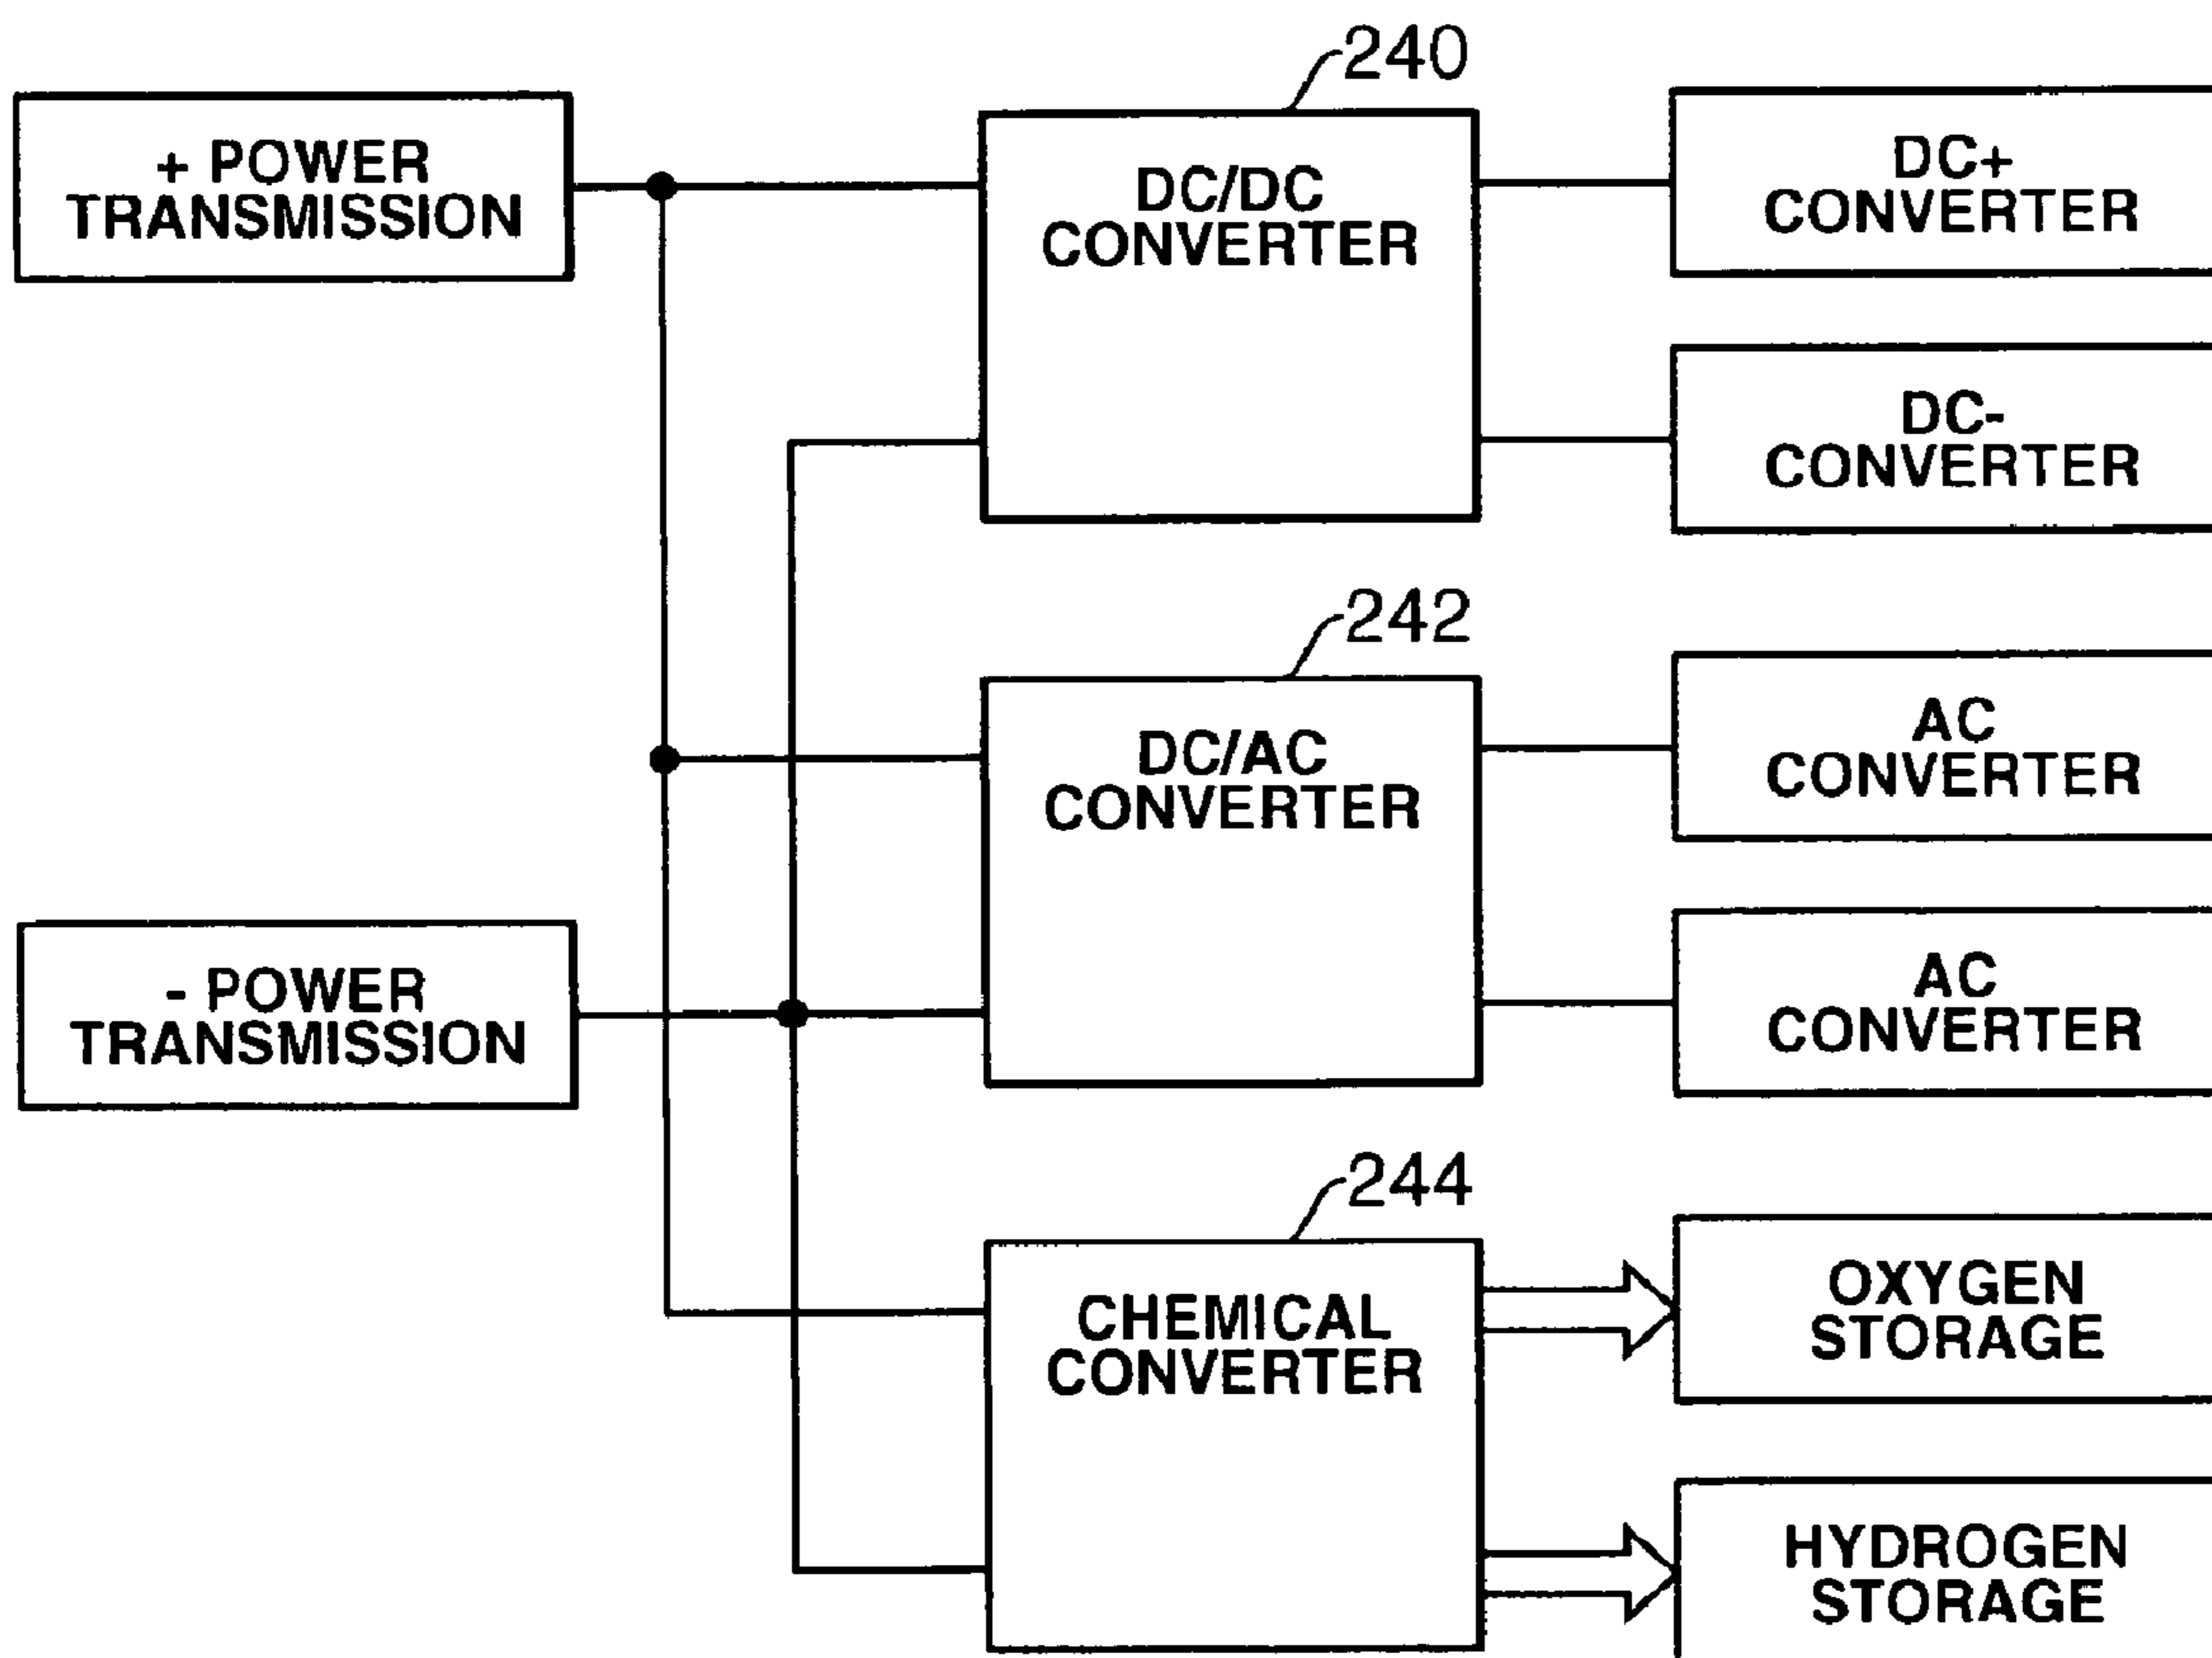 240
+ POWER
TRANSMISSION
DC/DC
CONVERTER
DC+
CONVERTER
DC-
CONVERTER
242
DC/AC
CONVERTER
AC
CONVERTER
- POWER
TRANSMISSION
AC
CONVERTER
244
CHEMICAL
CONVERTER
OXYGEN
STORAGE
HYDROGEN
STORAGE